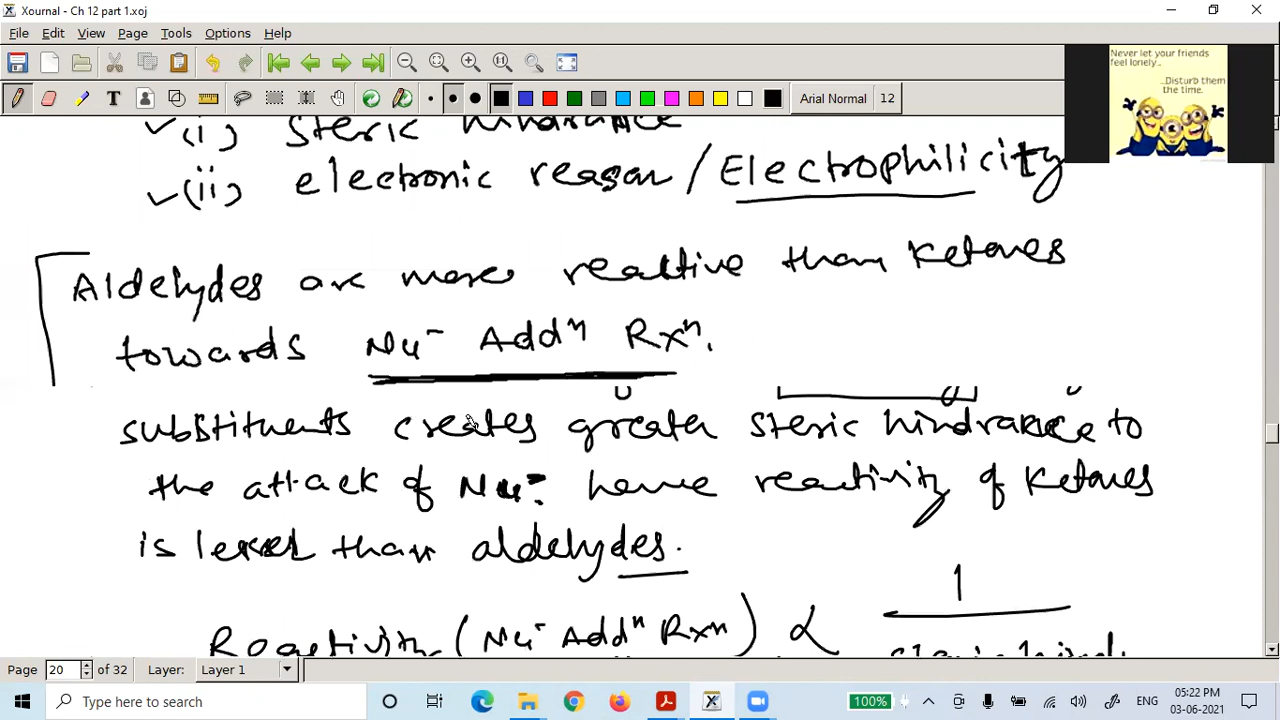 Xournal - Ch 12 part 1.xoj
File Edit View Page Tools Options Help
Arial Normal 12
Never let your friends
feel lonely..
...Disturb them
the time.
(i) steric hindrance
(ii) electronic reason / Electrophilicity
Aldehydes are more reactive than ketones
towards Nu⁻ Addⁿ Rxⁿ.
substituents creates greater steric hindrance to
the attack of Nu⁻: hence reactivity of ketones
is less than aldehydes.
1
Reactivity (Nu⁻ Addⁿ Rxⁿ) ∝
steric hind.
Page 20 of 32 Layer: Layer 1
Type here to search
100%
ENG
05:22 PM
03-06-2021